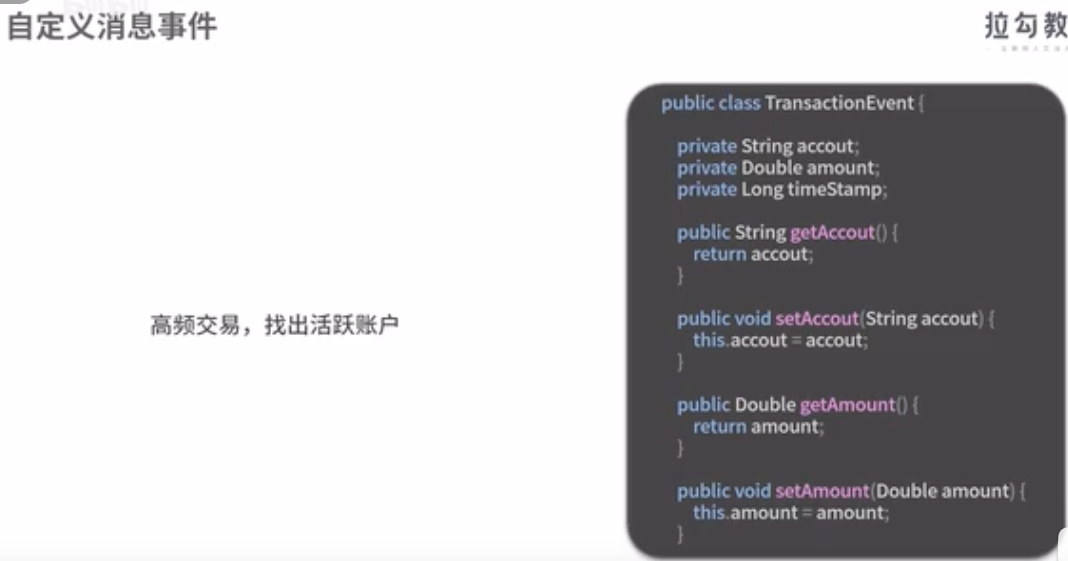 自定义消息事件
拉勾教
高频交易，找出活跃账户
public class TransactionEvent {
private String accout;
private Double amount;
private Long timeStamp;
public String getAccout() {
return accout;
}
public void setAccout(String accout) {
this.accout = accout;
}
public Double getAmount() {
return amount;
}
public void setAmount(Double amount) {
this.amount = amount;
}